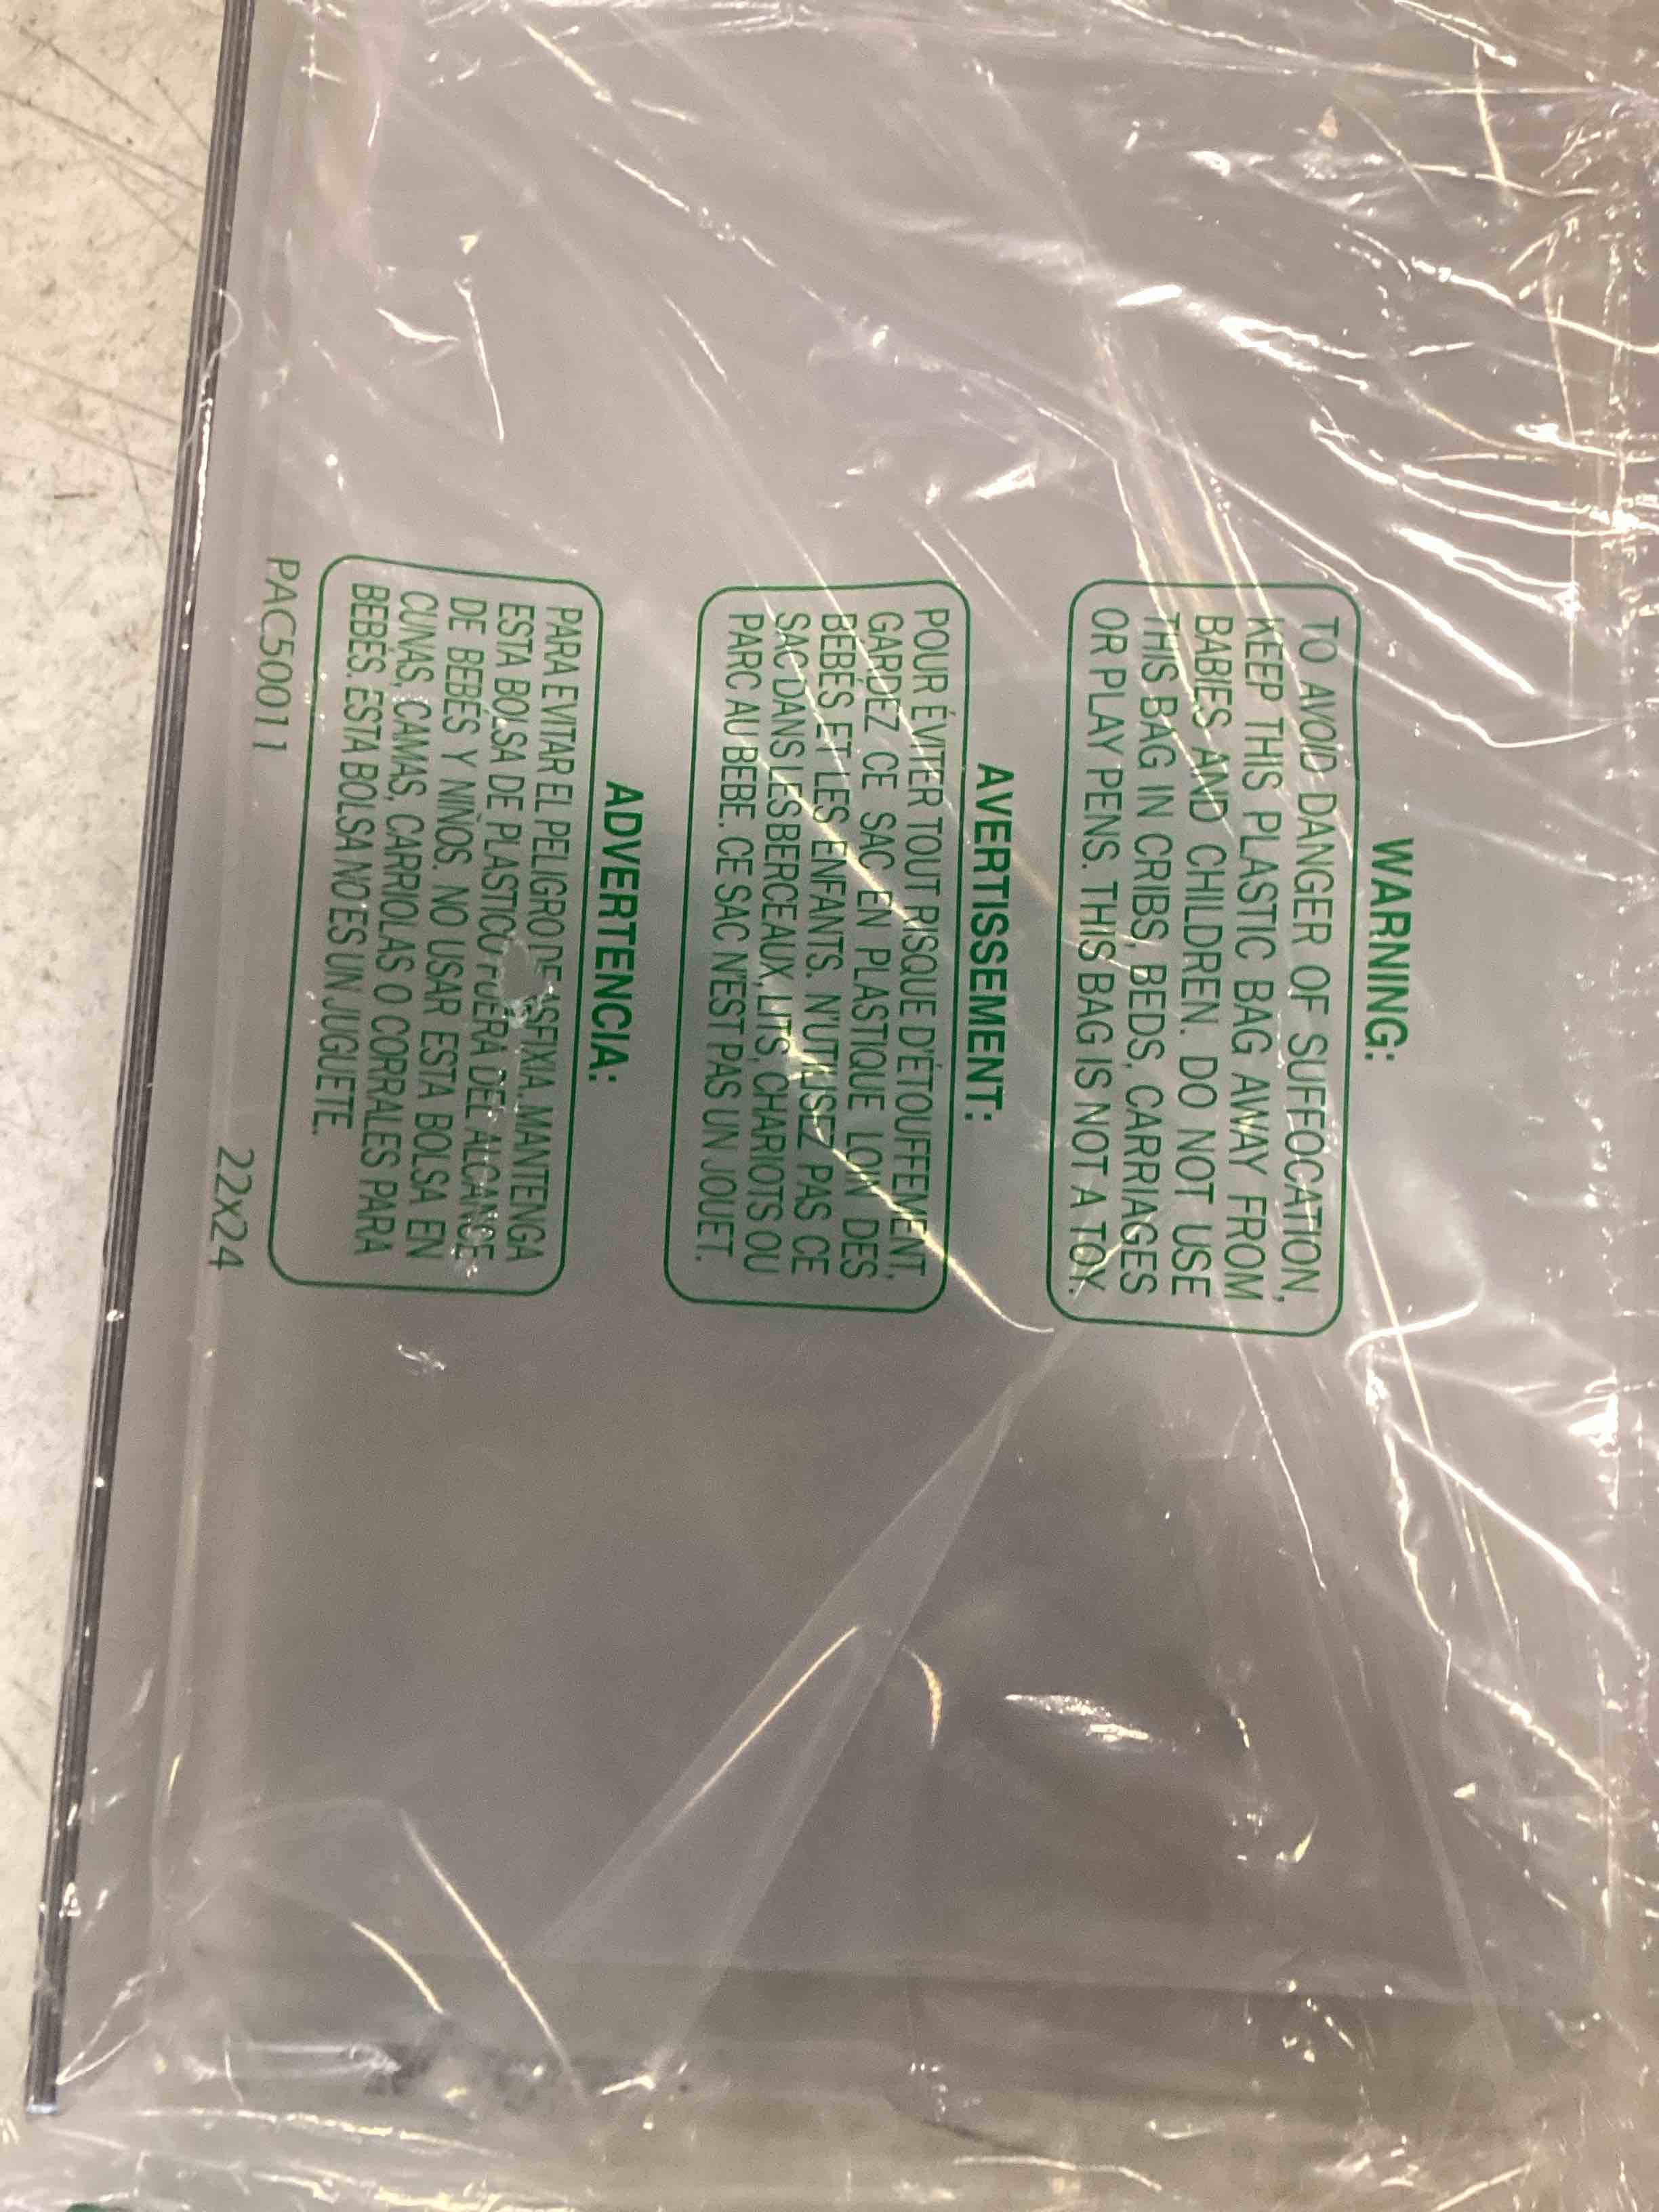 WARNING:
TO AVOID DANGER OF SUFFOCATION,
KEEP THIS PLASTIC BAG AWAY FROM
BABIES AND CHILDREN. DO NOT USE
THIS BAG IN CRIBS, BEDS, CARRIAGES
OR PLAY PENS. THIS BAG IS NOT A TOY.
AVERTISSEMENT:
POUR ÉVITER TOUT RISQUE D'ÉTOUFFEMENT,
GARDEZ CE SAC EN PLASTIQUE LOIN DES
BÉBÉS ET LES ENFANTS. N'UTILISEZ PAS CE
SAC DANS LES BERCEAUX, LITS, CHARIOTS OU
PARC AU BEBE. CE SAC N'EST PAS UN JOUET.
ADVERTENCIA:
PARA EVITAR EL PELIGRO DE ASFIXIA. MANTENGA
ESTA BOLSA DE PLASTICO FUERA DEL ALCANCE
DE BEBÉS Y NIÑOS. NO USAR ESTA BOLSA EN
CUNAS, CAMAS, CARRIOLAS O CORRALES PARA
BEBÉS. ESTA BOLSA NO ES UN JUGUETE.
PAC50011 22x24